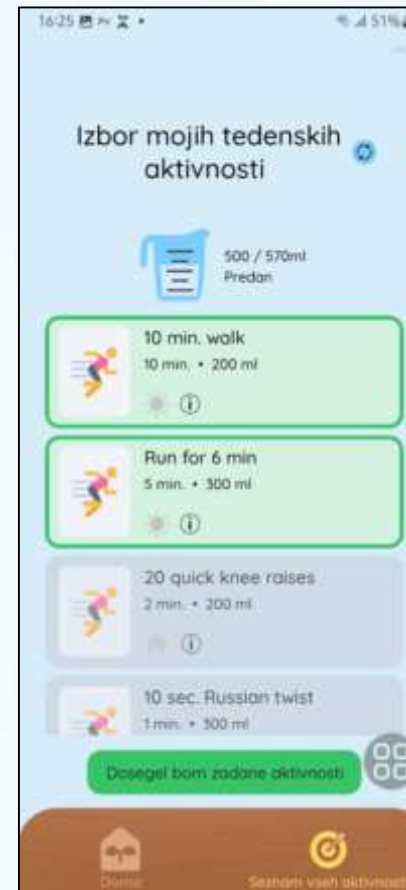 16:25
51%
Izbor mojih tedenskih
aktivnosti
500 / 570ml
Predan
10 min. walk
10 min. • 200 ml
Run for 6 min
5 min. • 300 ml
20 quick knee raises
2 min. • 200 ml
10 sec. Russian twist
1 min. • 300 ml
Dosegel bom zadane aktivnosti
Domov
Seznam vseh aktivnosti